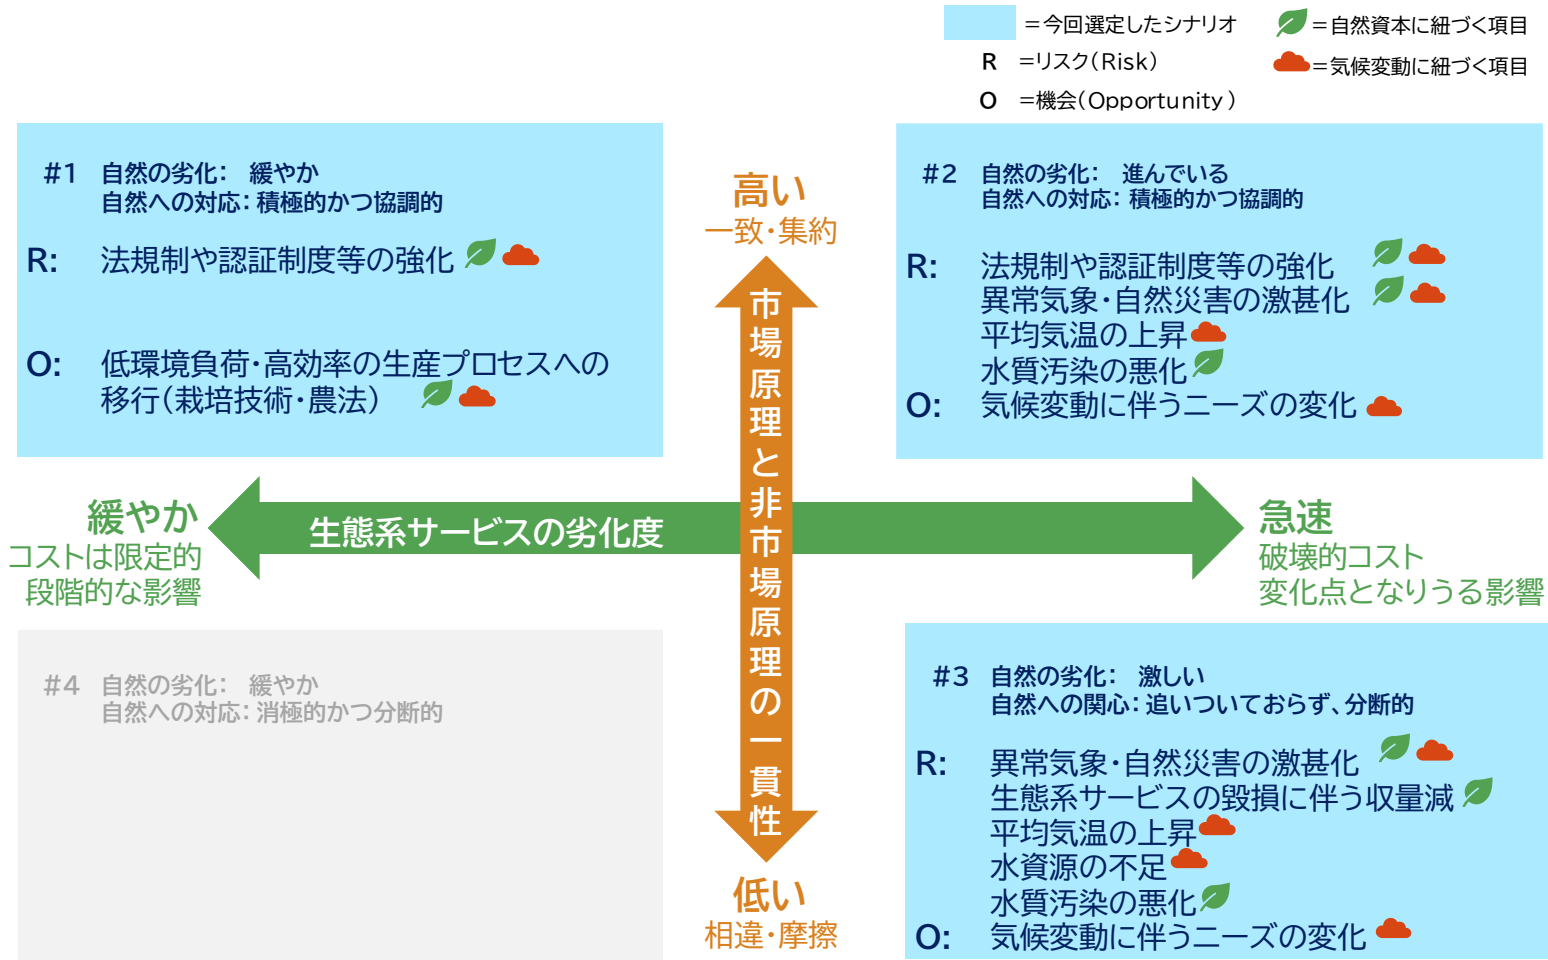 =今回選定したシナリオ
=自然資本に紐づく項目
R =リスク(Risk)
=気候変動に紐づく項目
O =機会(Opportunity)
#1 自然の劣化: 緩やか
自然への対応:積極的かつ協調的
R: 法規制や認証制度等の強化
O: 低環境負荷・高効率の生産プロセスへの
移行(栽培技術・農法)
高い
一致・集約
#2 自然の劣化: 進んでいる
自然への対応:積極的かつ協調的
R: 法規制や認証制度等の強化
異常気象・自然災害の激甚化
平均気温の上昇
水質汚染の悪化
O: 気候変動に伴うニーズの変化
市場原理と非市場原理の一貫性
緩やか
コストは限定的
段階的な影響
生態系サービスの劣化度
急速
破壊的コスト
変化点となりうる影響
#4 自然の劣化: 緩やか
自然への対応:消極的かつ分断的
低い
相違・摩擦
#3 自然の劣化: 激しい
自然への関心:追いついておらず、分断的
R: 異常気象・自然災害の激甚化
生態系サービスの毀損に伴う収量減
平均気温の上昇
水資源の不足
水質汚染の悪化
O: 気候変動に伴うニーズの変化